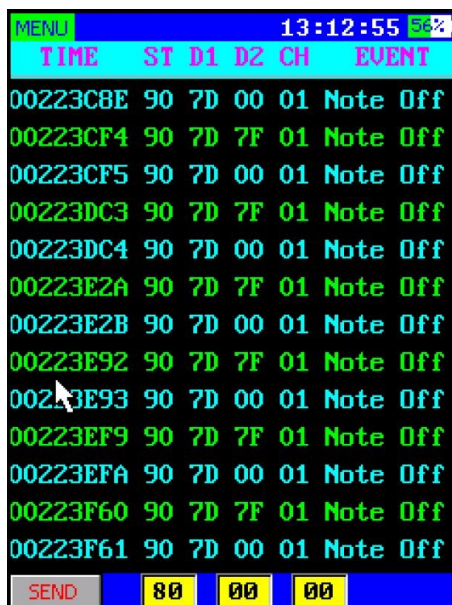 MENU 13:12:55 56%
TIME ST D1 D2 CH EVENT
00223C8E 90 7D 00 01 Note Off
00223CF4 90 7D 7F 01 Note Off
00223CF5 90 7D 00 01 Note Off
00223DC3 90 7D 7F 01 Note Off
00223DC4 90 7D 00 01 Note Off
00223E2A 90 7D 7F 01 Note Off
00223E2B 90 7D 00 01 Note Off
00223E92 90 7D 7F 01 Note Off
00223E93 90 7D 00 01 Note Off
00223EF9 90 7D 7F 01 Note Off
00223EFA 90 7D 00 01 Note Off
00223F60 90 7D 7F 01 Note Off
00223F61 90 7D 00 01 Note Off
SEND 80 00 00